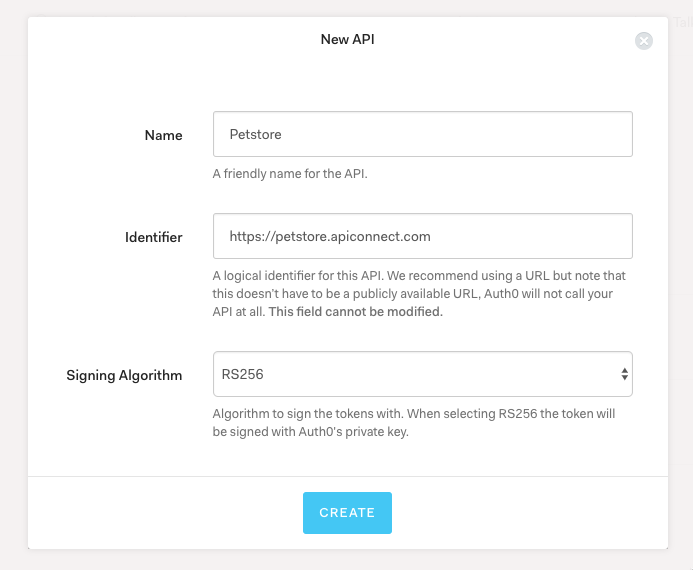 New API
Name
Petstore
A friendly name for the API.
Identifier
https://petstore.apiconnect.com
A logical identifier for this API. We recommend using a URL but note that
this doesn't have to be a publicly available URL, Auth0 will not call your
API at all. This field cannot be modified.
Signing Algorithm
RS256
Algorithm to sign the tokens with. When selecting RS256 the token will
be signed with Auth0's private key.
CREATE